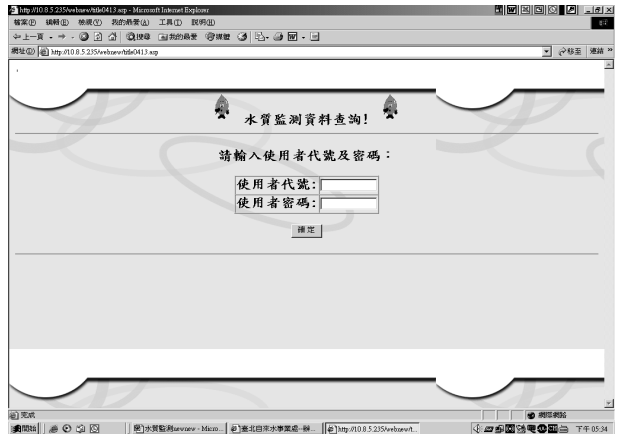 http://10.8.5.235/webnew/title0413.asp - Microsoft Internet Explorer
檔案(F) 編輯(E) 檢視(V) 我的最愛(A) 工具(T) 說明(H)
上一頁 搜尋 我的最愛 媒體
網址(D) http://10.8.5.235/webnew/title0413.asp 移至 連結 »
水質監測資料查詢!
請輸入使用者代號及密碼：
使用者代號:
使用者密碼:
確定
完成 網際網路
開始 水質監測newnew - Micro... 臺北自來水事業處--辦... http://10.8.5.235/webnew/t... 下午 05:34